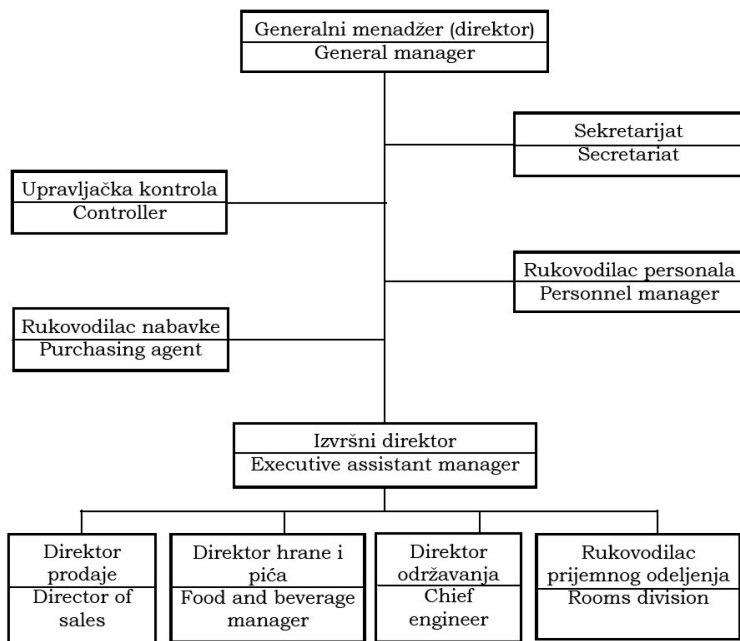 Generalni menadžer (direktor)
General manager
Sekretarijat
Secretariat
Upravljačka kontrola
Controller
Rukovodilac personala
Personnel manager
Rukovodilac nabavke
Purchasing agent
Izvršni direktor
Executive assistant manager
Direktor
prodaje
Director of
sales
Direktor hrane i
pića
Food and beverage
manager
Direktor
održavanja
Chief
engineer
Rukovodilac
prijemnog odeljenja
Rooms division